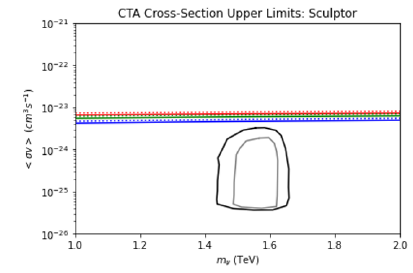 CTA Cross-Section Upper Limits: Sculptor
10⁻²¹
10⁻²²
10⁻²³
10⁻²⁴
10⁻²⁵
10⁻²⁶
< σv > (cm³s⁻¹)
1.0 1.2 1.4 1.6 1.8 2.0
mᵩ (TeV)